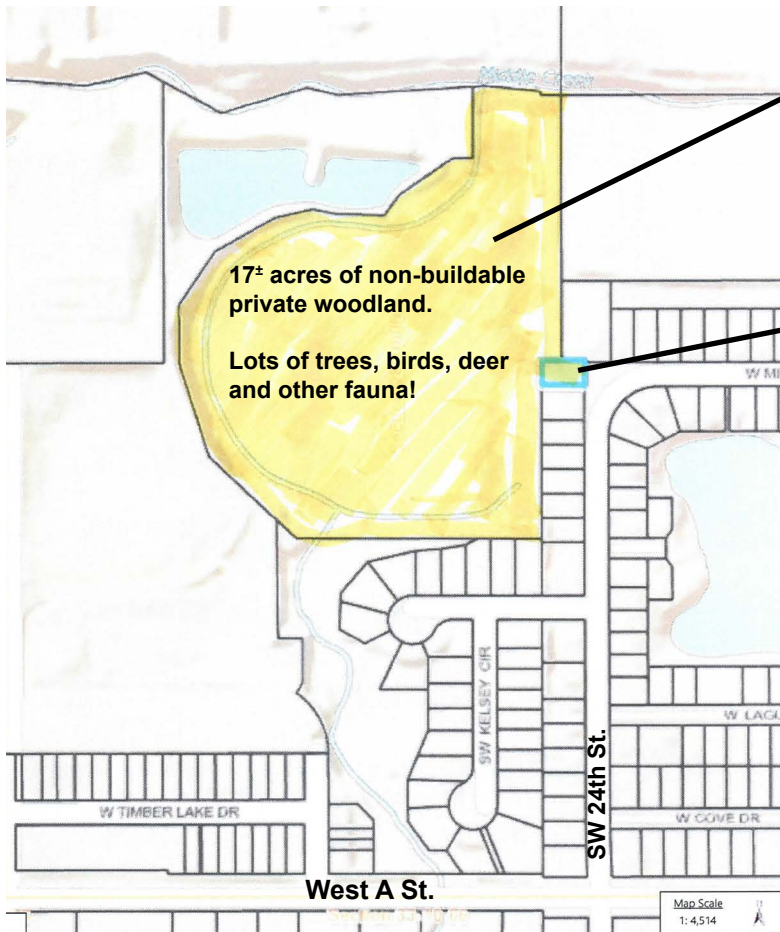 Middle Creek
17± acres of non-buildable
private woodland.
Lots of trees, birds, deer
and other fauna!
W MI
SW KELSEY CIR
W LAGU
SW 24th St.
W TIMBER LAKE DR
W COVE DR
West A St.
Map Scale
1: 4,514